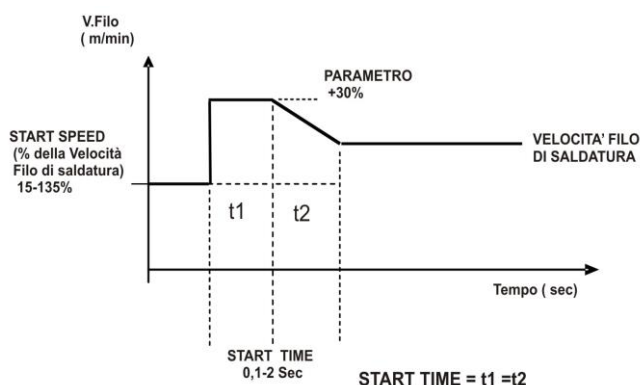 V.Filo
( m/min)
PARAMETRO
+30%
START SPEED
(% della Velocità
Filo di saldatura)
15-135%
VELOCITA' FILO
DI SALDATURA
t1
t2
Tempo ( sec)
START TIME
0,1-2 Sec
START TIME = t1 =t2